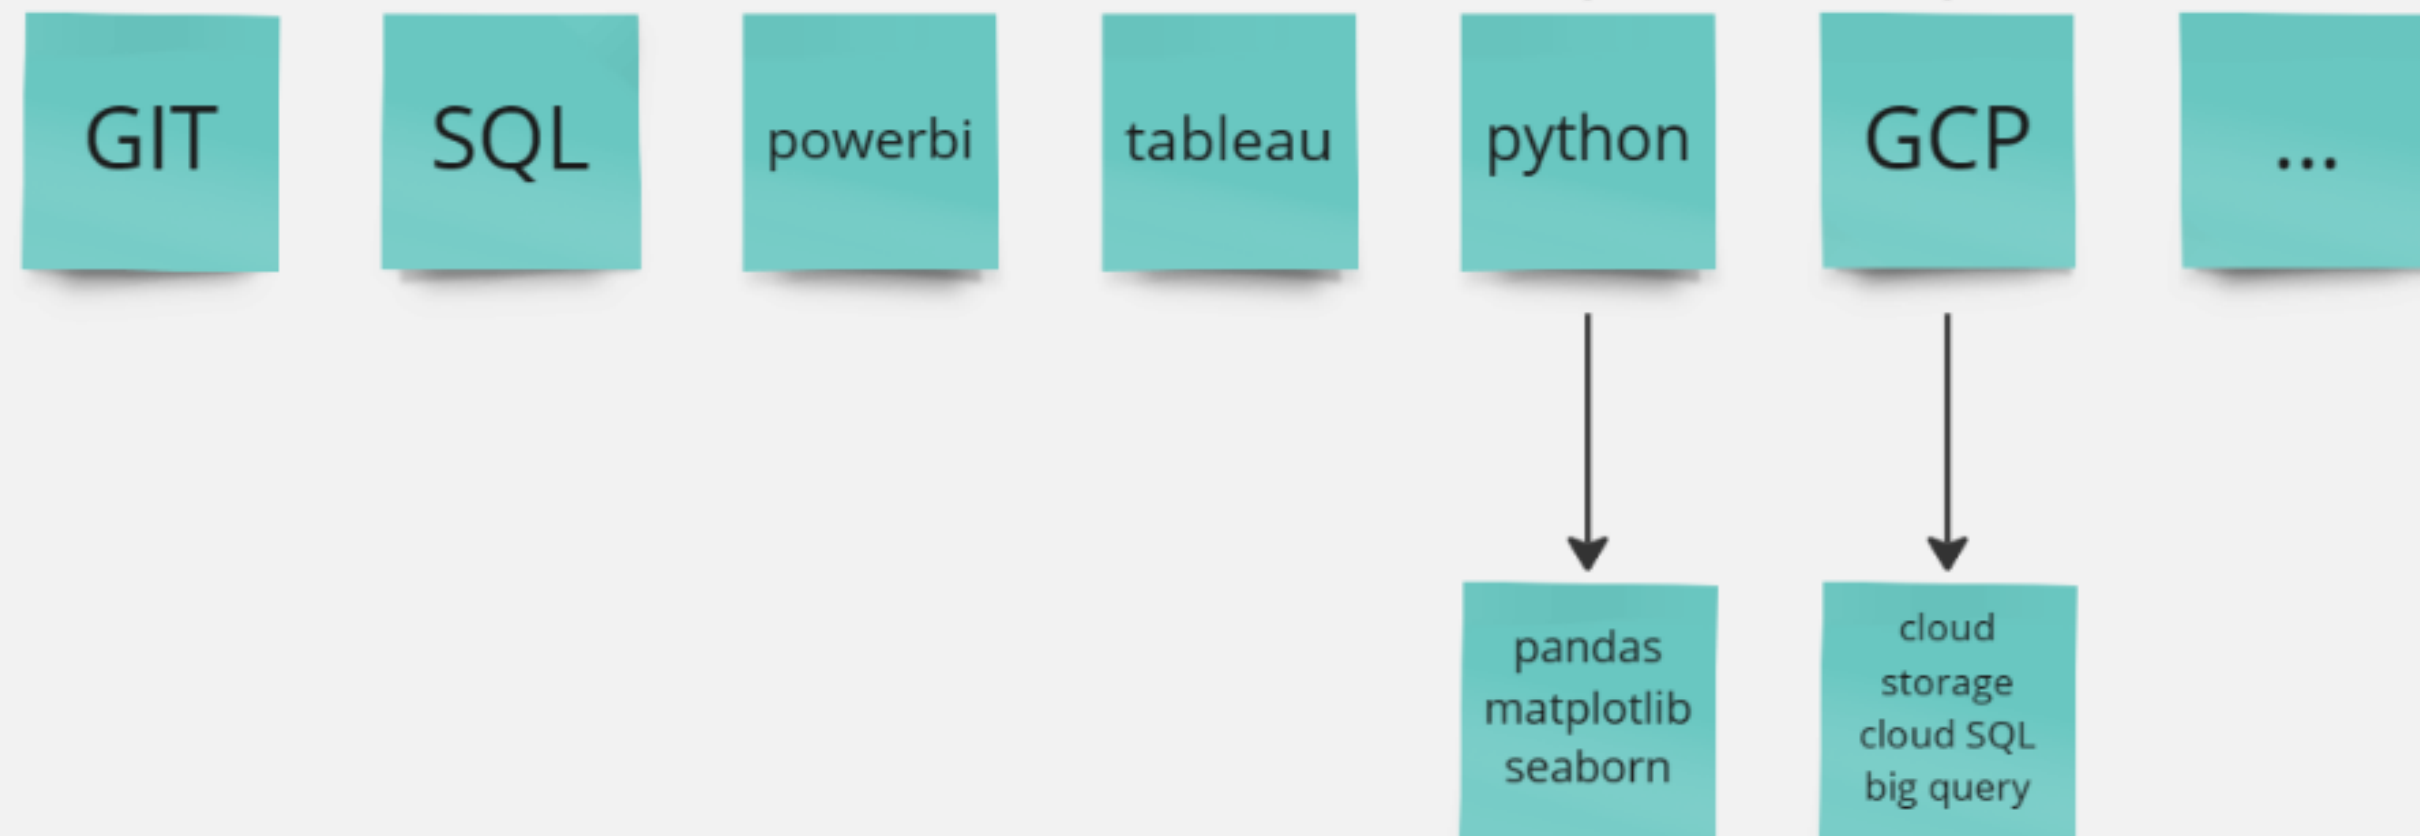 GIT
SQL
powerbi
tableau
python
GCP
...
pandas
matplotlib
seaborn
cloud
storage
cloud SQL
big query